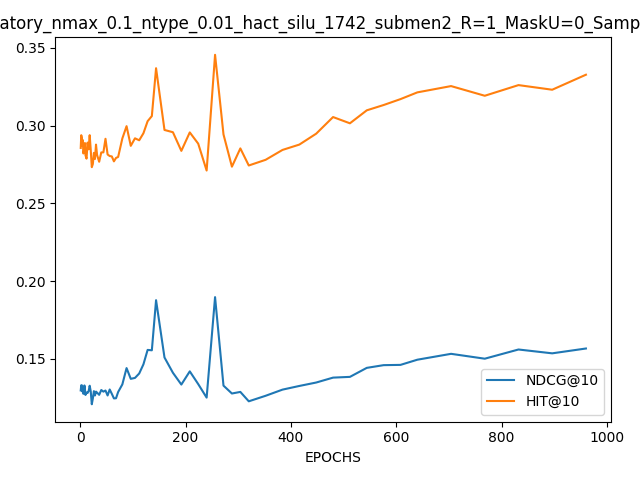 atory_nmax_0.1_ntype_0.01_hact_silu_1742_submen2_R=1_MaskU=0_Samp
0.35
0.30
0.25
0.20
0.15
NDCG@10
HIT@10
0 200 400 600 800 1000
EPOCHS